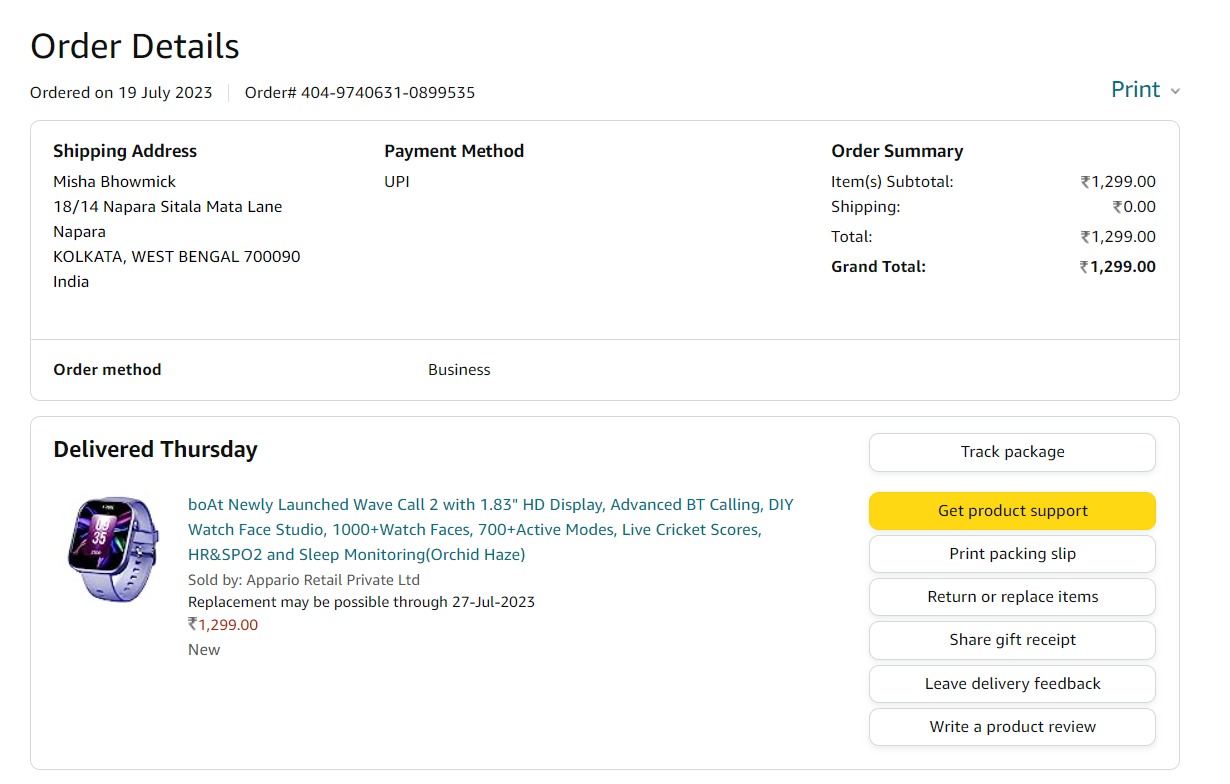 Order Details
Ordered on 19 July 2023 Order# 404-9740631-0899535
Print
Shipping Address
Misha Bhowmick
18/14 Napara Sitala Mata Lane
Napara
KOLKATA, WEST BENGAL 700090
India
Payment Method
UPI
Order Summary
Item(s) Subtotal: ₹1,299.00
Shipping: ₹0.00
Total: ₹1,299.00
Grand Total: ₹1,299.00
Order method Business
Delivered Thursday
boAt Newly Launched Wave Call 2 with 1.83" HD Display, Advanced BT Calling, DIY
Watch Face Studio, 1000+Watch Faces, 700+Active Modes, Live Cricket Scores,
HR&SPO2 and Sleep Monitoring(Orchid Haze)
Sold by: Appario Retail Private Ltd
Replacement may be possible through 27-Jul-2023
₹1,299.00
New
Track package
Get product support
Print packing slip
Return or replace items
Share gift receipt
Leave delivery feedback
Write a product review